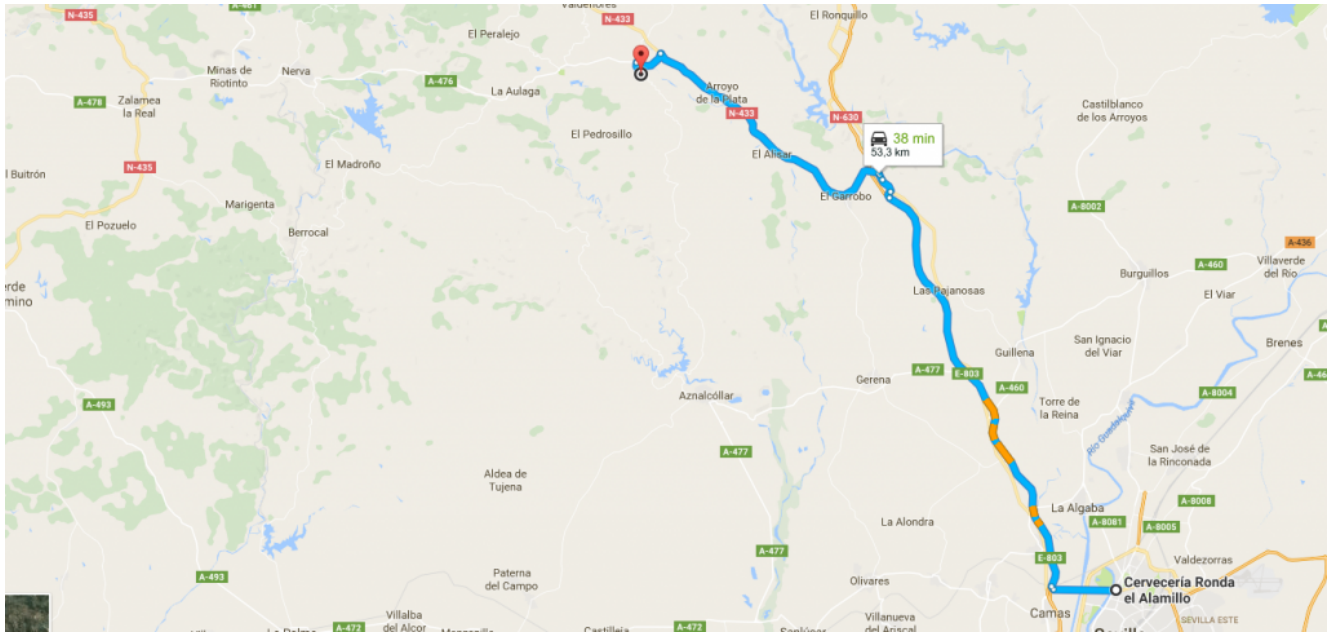 N-435
A-461
Valdeflores
N-433
El Ronquillo
El Peralejo
Minas de
Riotinto
Nerva
A-476
La Aulaga
A-478
Zalamea
la Real
Arroyo
de la Plata
N-433
N-630
Castilblanco
de los Arroyos
38 min
53,3 km
El Pedrosillo
El Alisar
N-435
El Madroño
El Buitrón
El Garrobo
Marigenta
A-8002
El Pozuelo
Berrocal
A-436
Villaverde
del Río
A-460
Burguillos
El Viar
Las Pajanosas
San Ignacio
del Viar
Brenes
Guillena
A-477
E-803
A-460
Gerena
A-8004
Aznalcóllar
Torre de
la Reina
A-493
Río Guadalquivir
San José de
la Rinconada
A-477
Aldea de
Tujena
A-8008
La Algaba
La Alondra
A-8081
A-8005
A-477
E-803
Valdezorras
A-493
Paterna
del Campo
Olivares
Cervecería Ronda
el Alamillo
Camas
Villalba
del Alcor
Villanueva
del Ariscal
SEVILLA ESTE
A-472
A-472